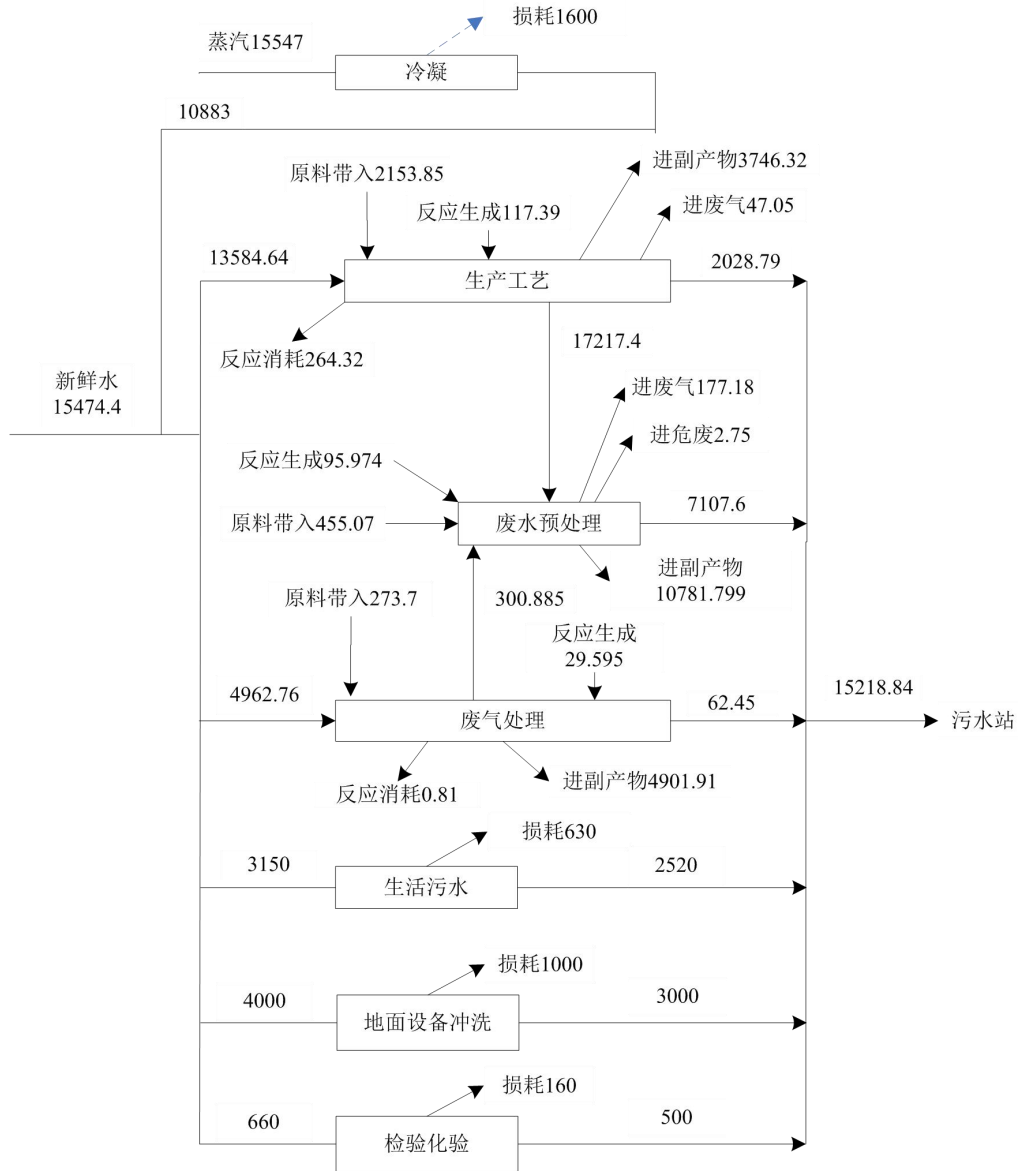 损耗1600
蒸汽15547
冷凝
10883
进副产物3746.32
原料带入2153.85
反应生成117.39
进废气47.05
13584.64
2028.79
生产工艺
17217.4
反应消耗264.32
新鲜水
15474.4
进废气177.18
进危废2.75
反应生成95.974
7107.6
原料带入455.07
废水预处理
进副产物
10781.799
原料带入273.7
300.885
反应生成
29.595
4962.76
62.45
15218.84
废气处理
污水站
反应消耗0.81
进副产物4901.91
损耗630
3150
2520
生活污水
损耗1000
4000
3000
地面设备冲洗
损耗160
660
500
检验化验